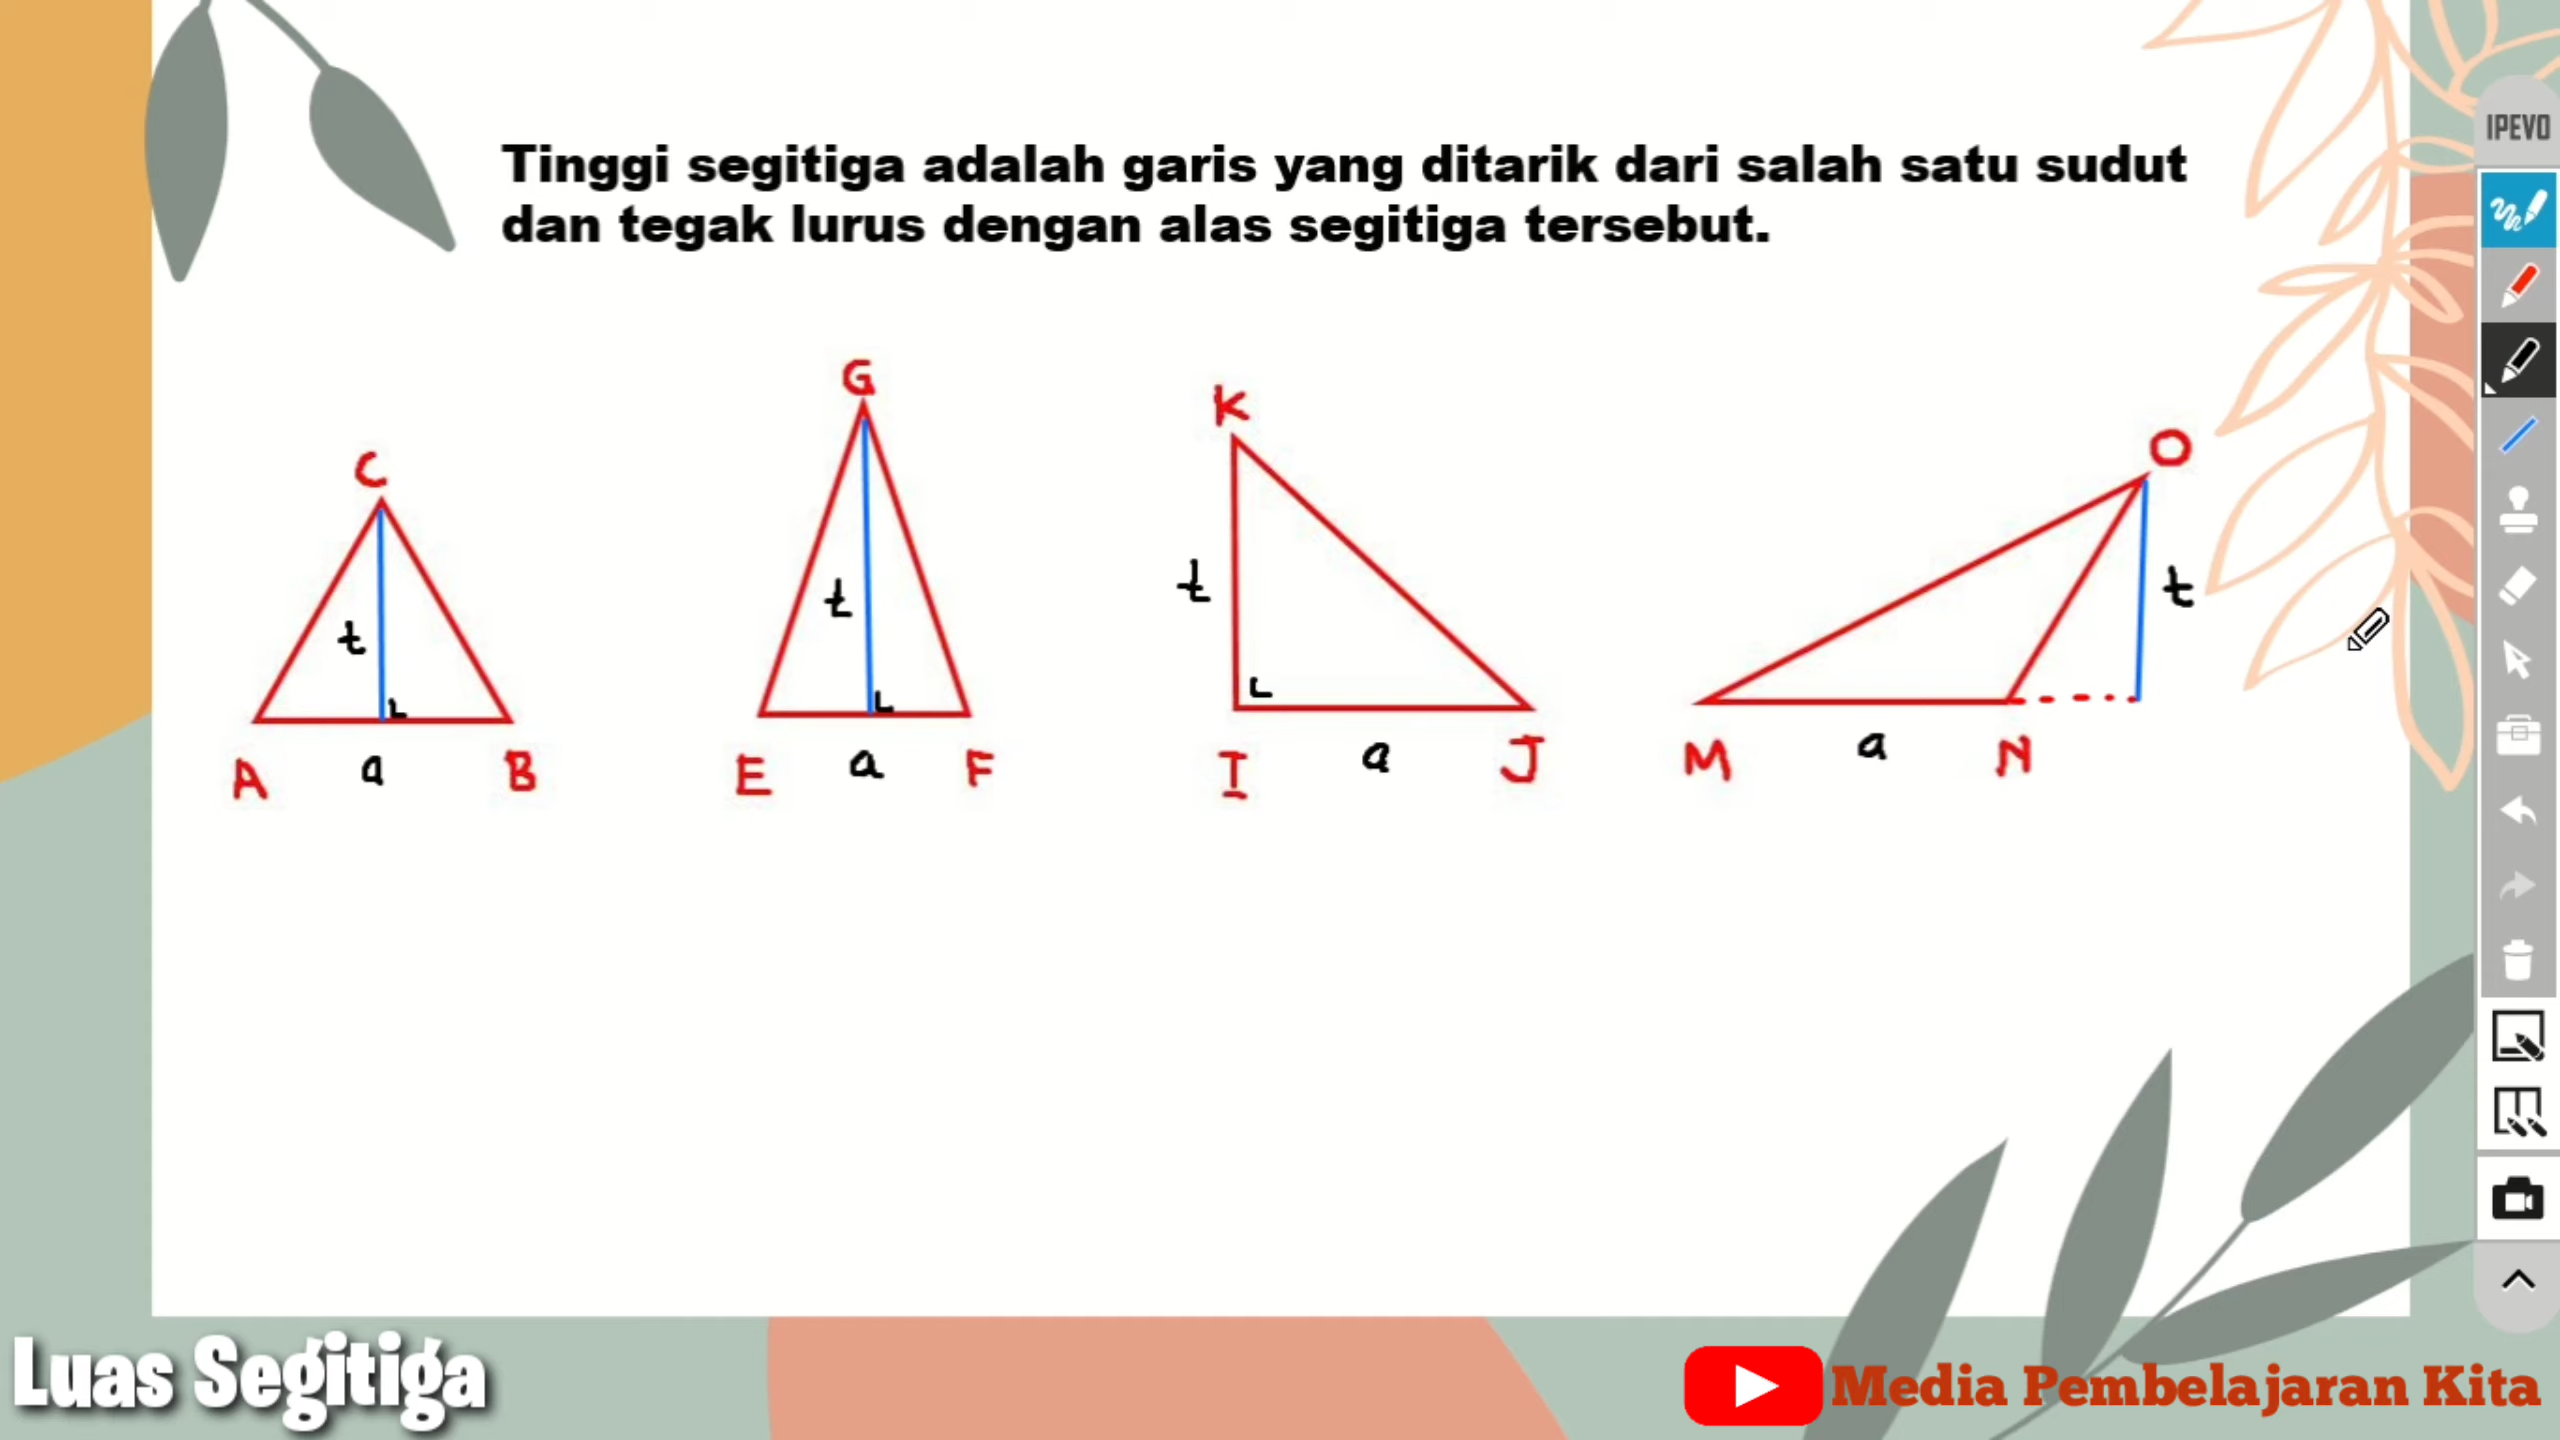 Tinggi segitiga adalah garis yang ditarik dari salah satu sudut
dan tegak lurus dengan alas segitiga tersebut.
C
t
A a B
G
t
E a F
K
t
I a J
O
t
M a N
IPEVO
Luas Segitiga
Media Pembelajaran Kita